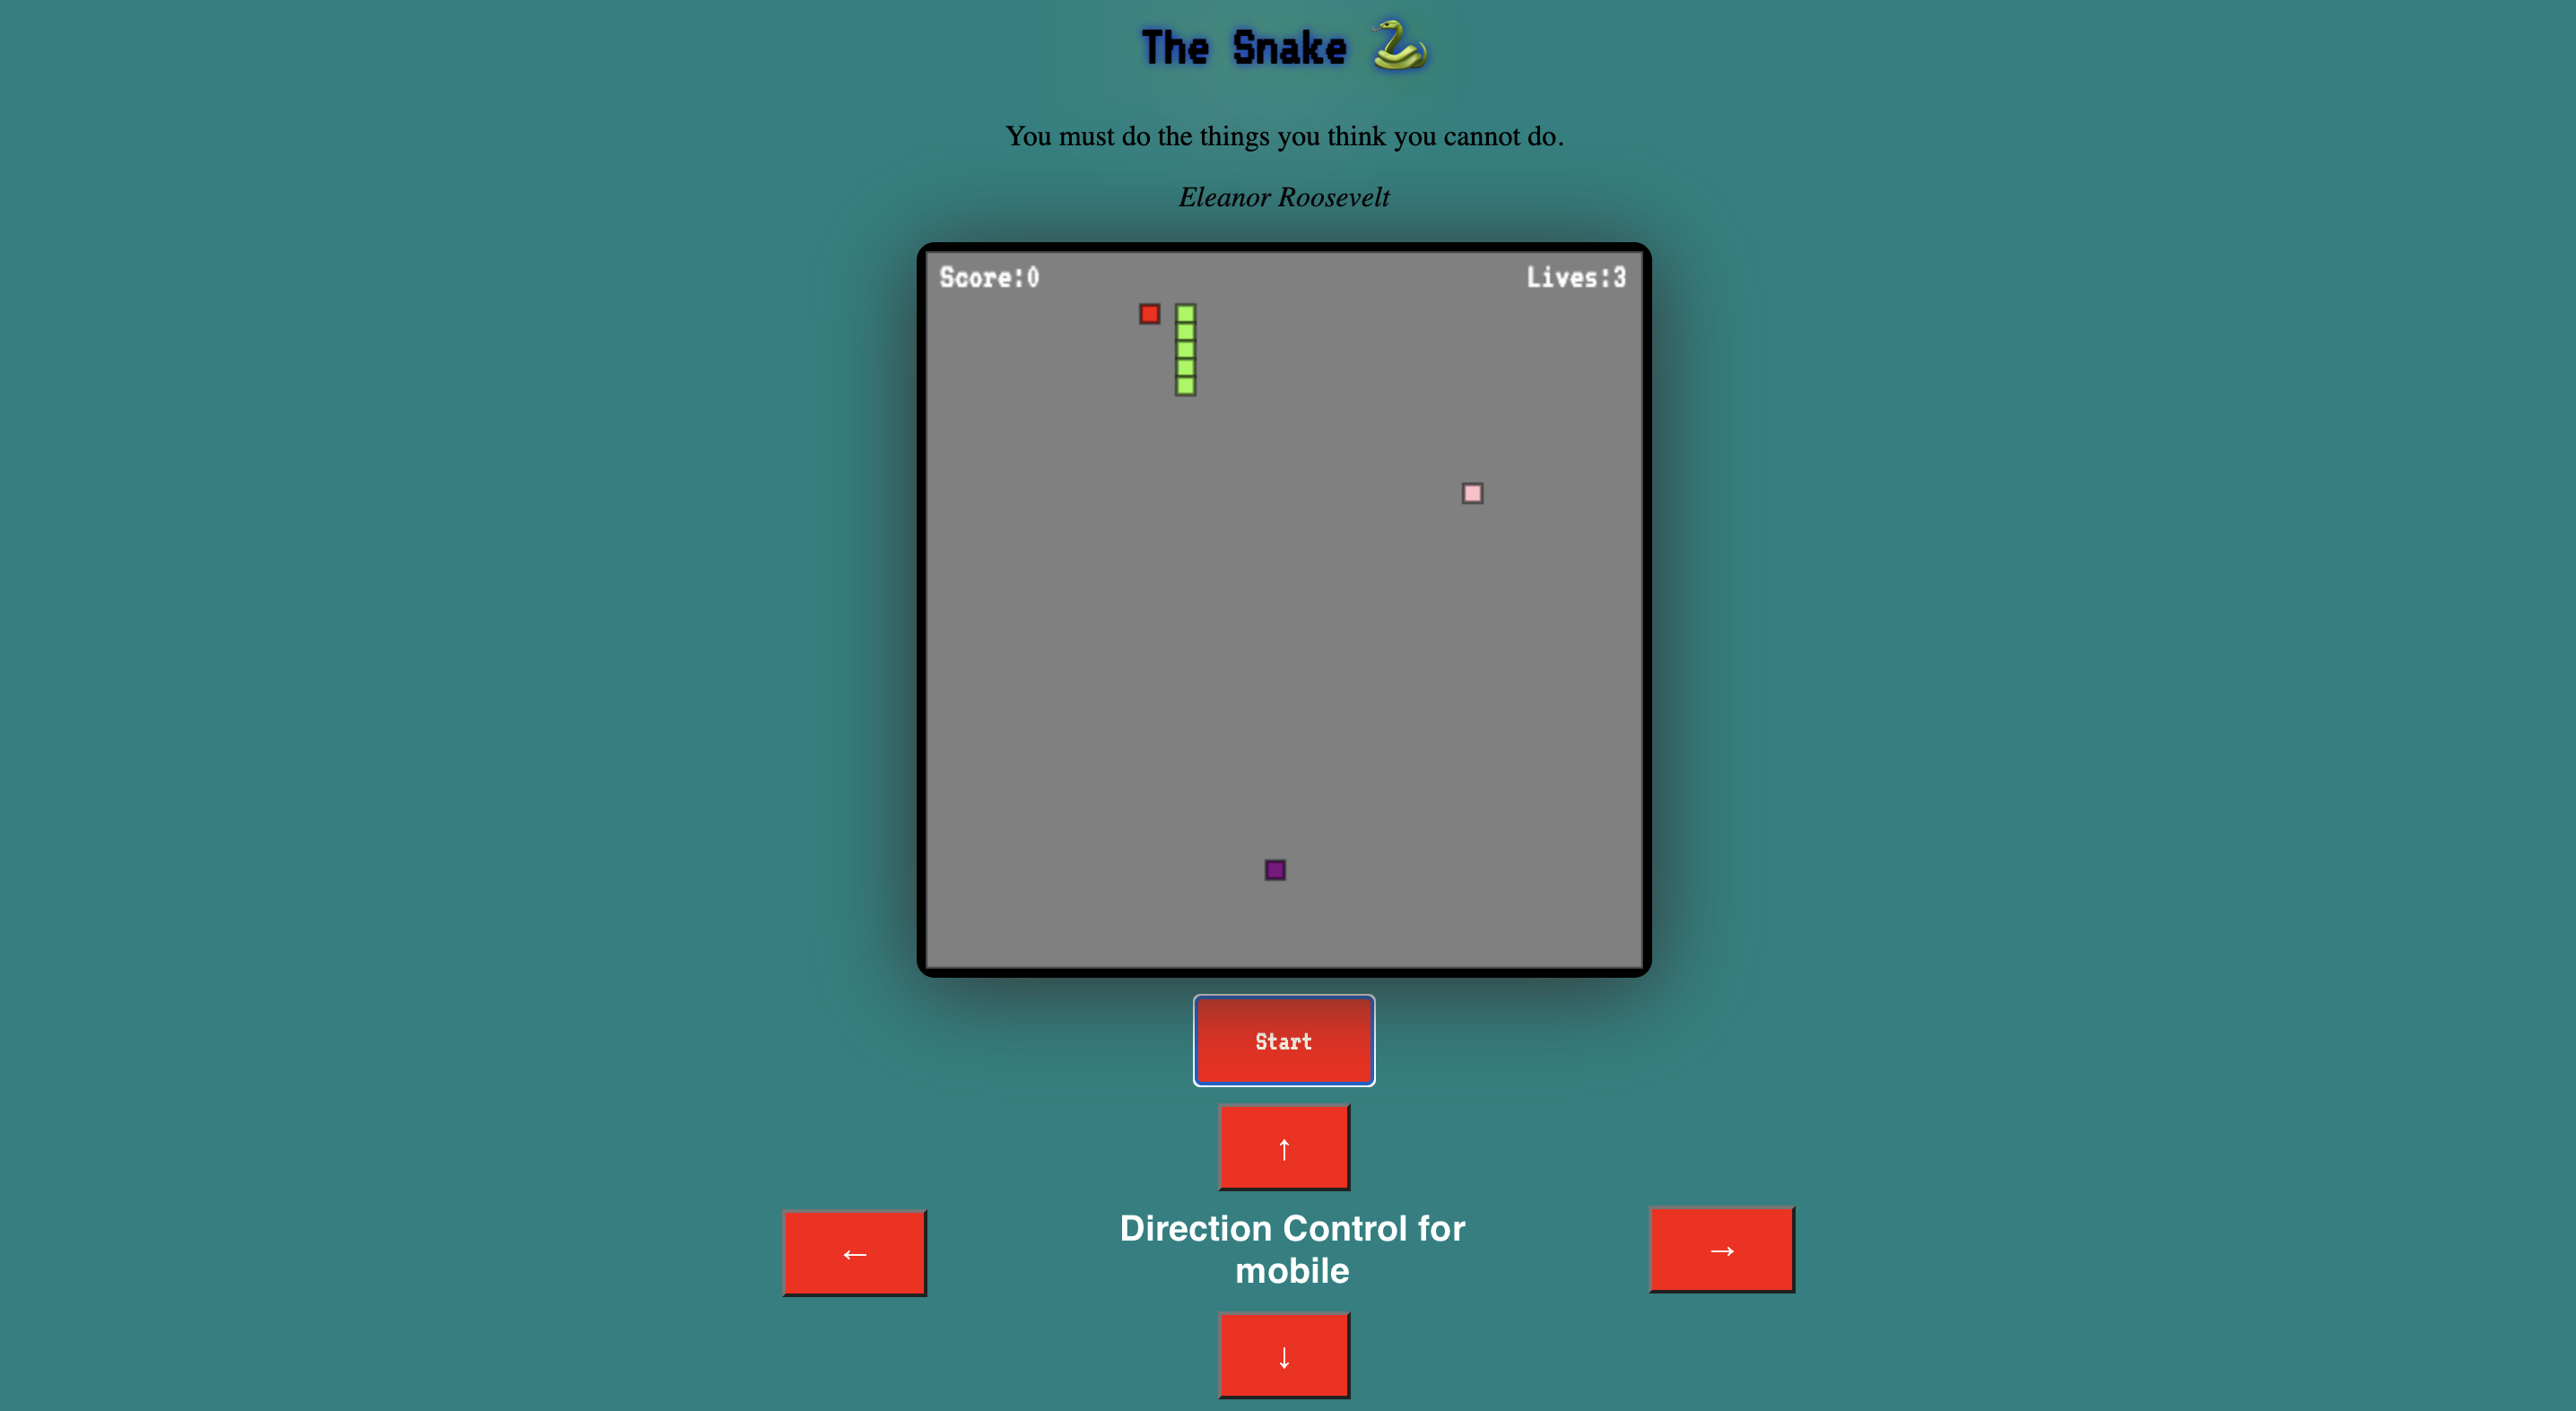 The Snake 🐍
You must do the things you think you cannot do.
Eleanor Roosevelt
Score:0 Lives:3
Start
↑
← Direction Control for →
mobile
↓